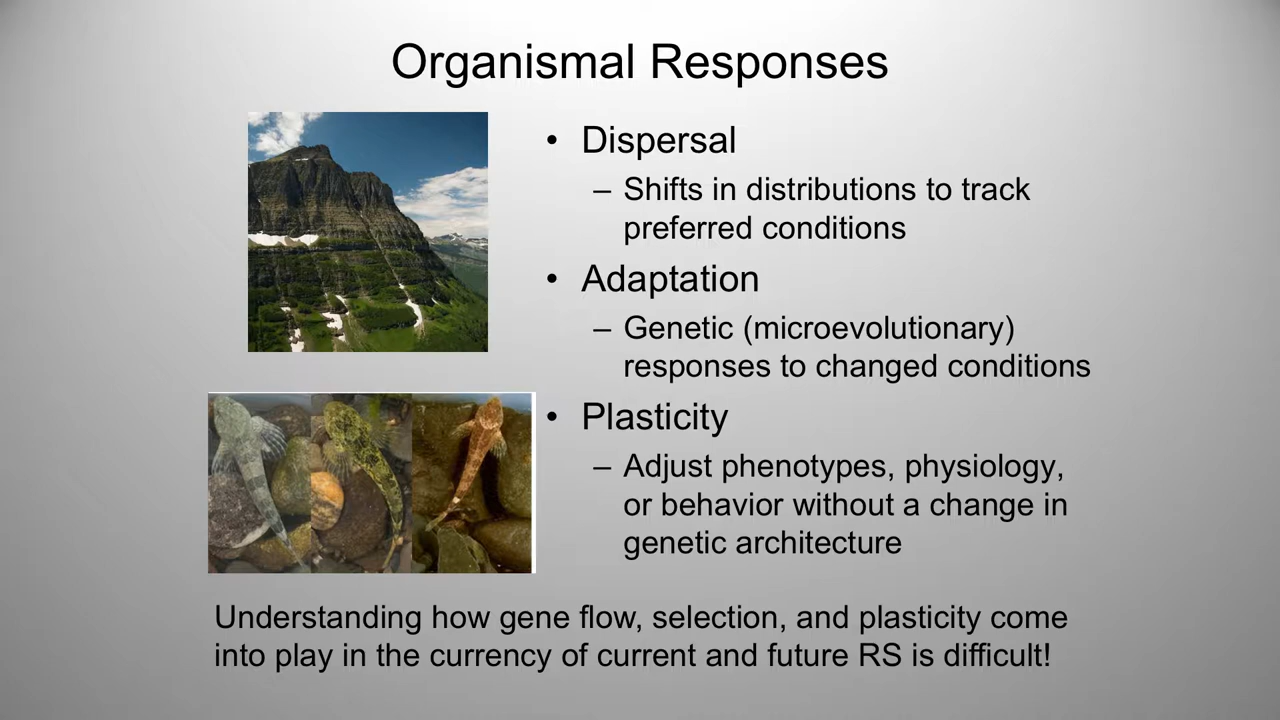 Organismal Responses
• Dispersal
– Shifts in distributions to track
preferred conditions
• Adaptation
– Genetic (microevolutionary)
responses to changed conditions
• Plasticity
– Adjust phenotypes, physiology,
or behavior without a change in
genetic architecture
Understanding how gene flow, selection, and plasticity come
into play in the currency of current and future RS is difficult!